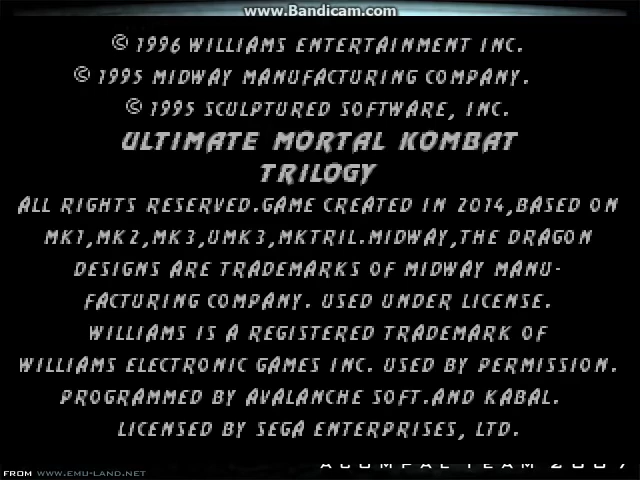 www.Bandicam.com
© 1996 WILLIAMS ENTERTAINMENT INC.
© 1995 MIDWAY MANUFACTURING COMPANY.
© 1995 SCULPTURED SOFTWARE, INC.
ULTIMATE MORTAL KOMBAT
TRILOGY
ALL RIGHTS RESERVED.GAME CREATED IN 2014,BASED ON
MK1,MK2,MK3,UMK3,MKTRIL.MIDWAY,THE DRAGON
DESIGNS ARE TRADEMARKS OF MIDWAY MANU-
FACTURING COMPANY. USED UNDER LICENSE.
WILLIAMS IS A REGISTERED TRADEMARK OF
WILLIAMS ELECTRONIC GAMES INC. USED BY PERMISSION.
PROGRAMMED BY AVALANCHE SOFT.AND KABAL.
LICENSED BY SEGA ENTERPRISES, LTD.
TEAM 2007
FROM WWW.EMU-LAND.NET